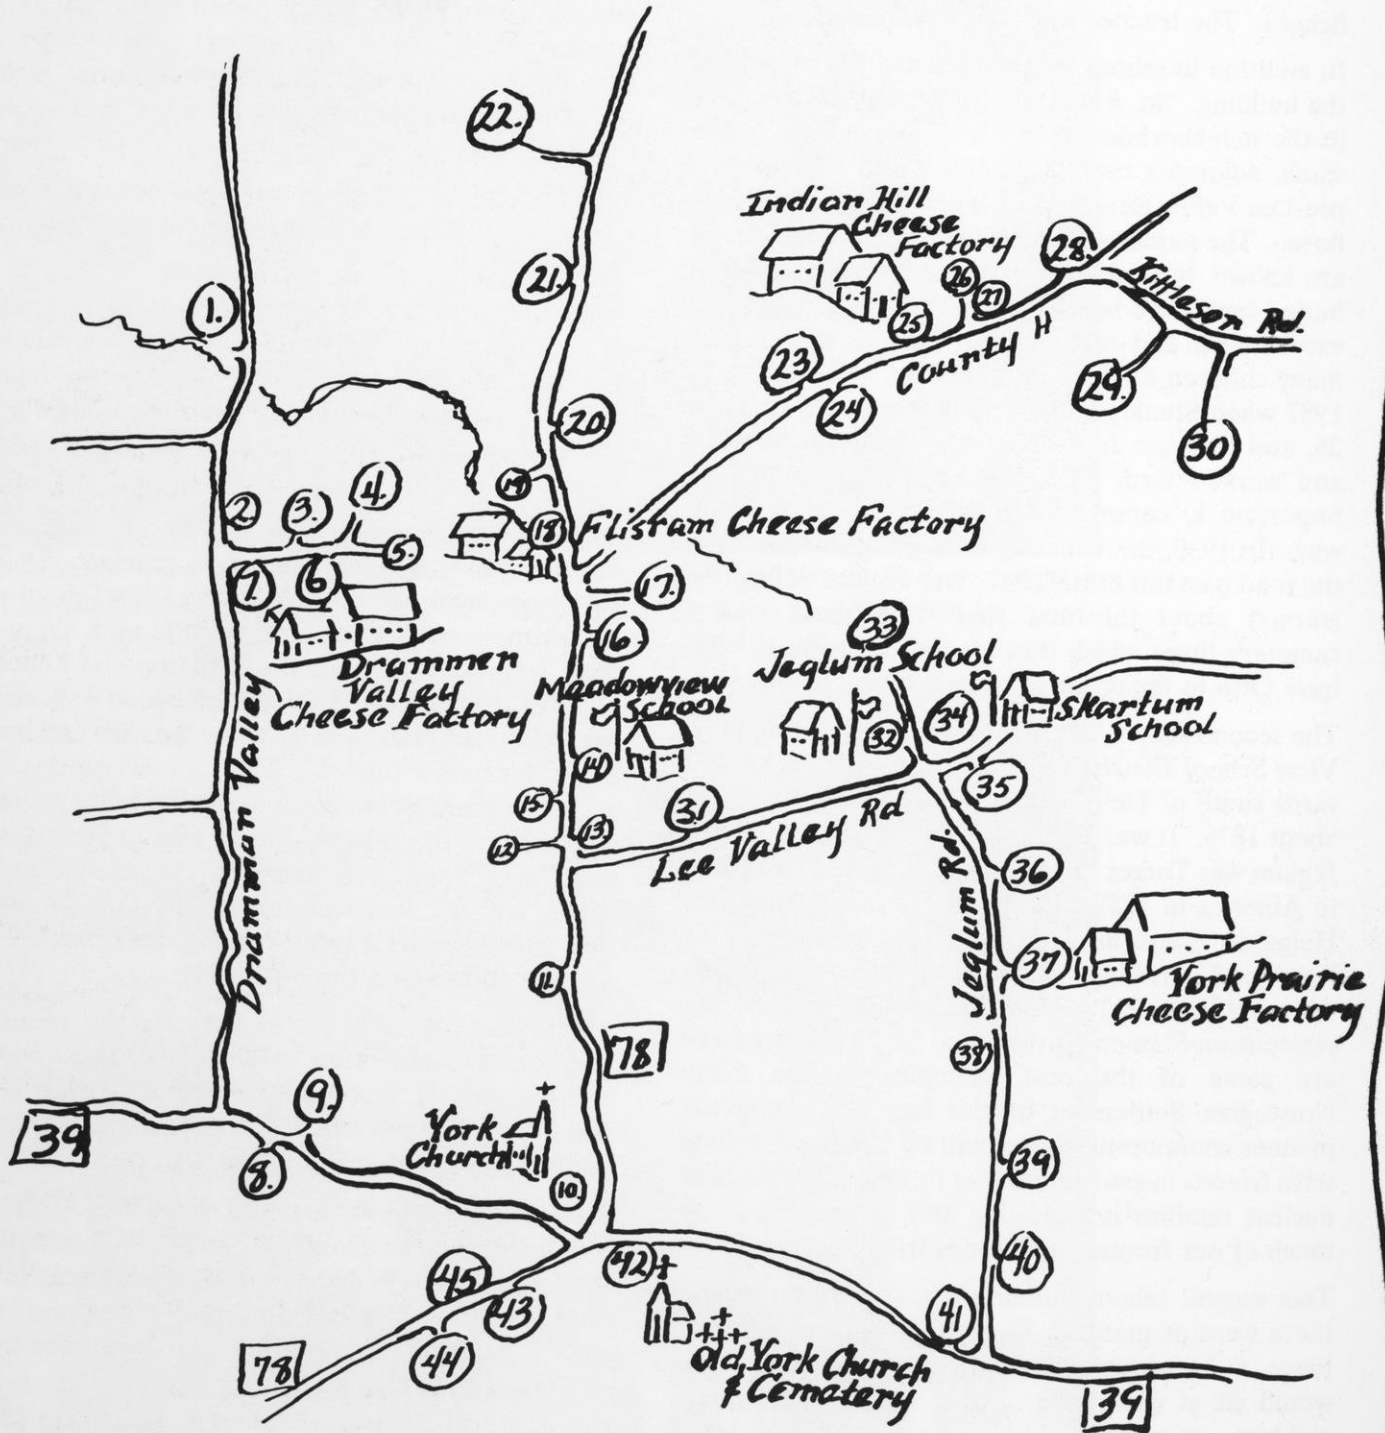 22.
Indian Hill
Cheese
Factory
28.
26
27
21.
25
Kittleson Rd.
1.
County H
23
24
29.
30
20.
4.
19
2.
3.
18
Flisram Cheese Factory
5.
7.
6
17.
16
33
Drammen
Valley
Cheese Factory
Meadowview
School
Jeglum School
34
Skartum
School
32
14
35
15
31
13
12
Lee Valley Rd
Drammun Valley
36
Jeglum Rd.
37
York Prairie
Cheese Factory
11.
78
38
9.
39
York
Church
8.
10.
39
42
40
45
43
41
44
78
Old York Church
& Cemetery
39